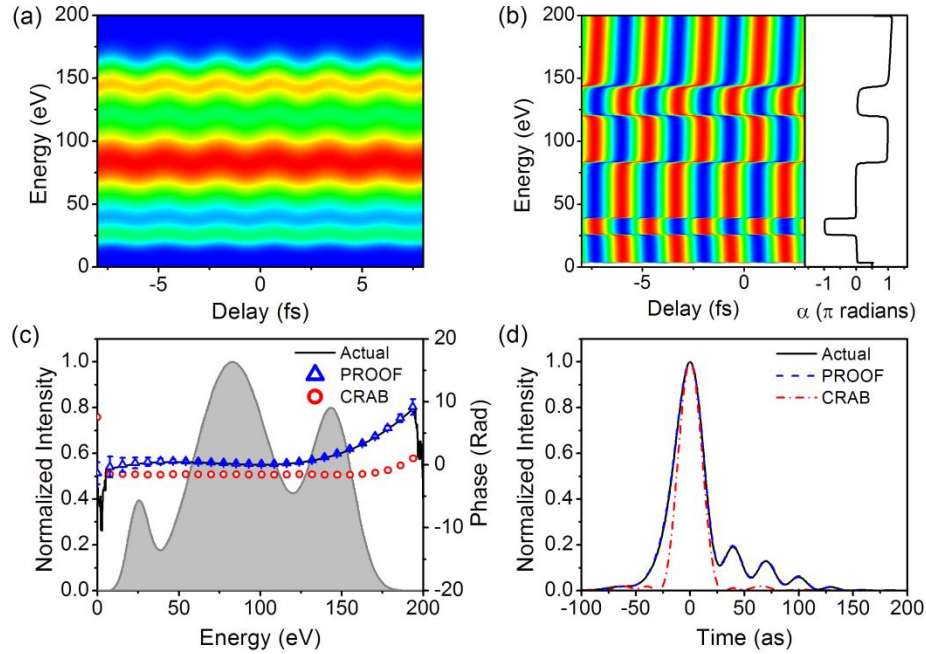 (a)
Energy (eV)
200
150
100
50
0
-5
0
5
Delay (fs)
(b)
Energy (eV)
200
150
100
50
0
-5
0
-1
0
1
Delay (fs)
α (π radians)
(c)
Normalized Intensity
1.0
0.8
0.6
0.4
0.2
0.0
Actual
PROOF
CRAB
20
10
0
-10
-20
Phase (Rad)
0
50
100
150
200
Energy (eV)
(d)
Normalized Intensity
1.0
0.8
0.6
0.4
0.2
0.0
Actual
PROOF
CRAB
-100
-50
0
50
100
150
200
Time (as)